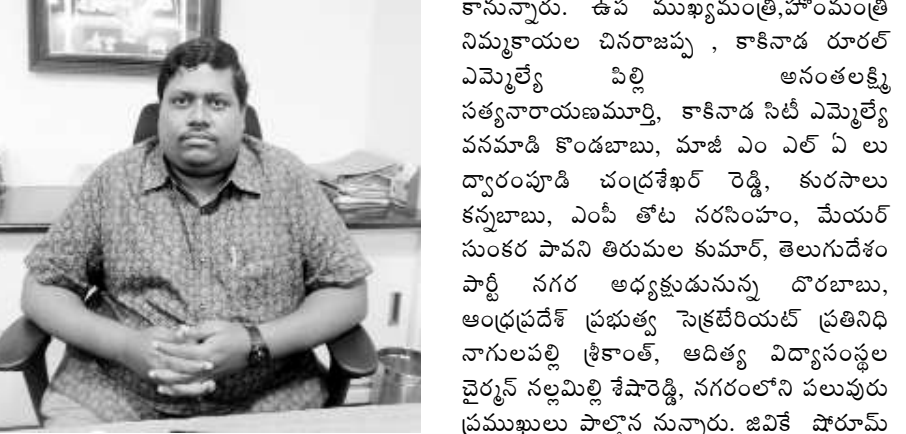 కానున్నారు. ఉప ముఖ్యమంత్రి,హోంమంత్రి
నిమ్మకాయల చినరాజప్ప , కాకినాడ రూరల్
ఎమ్మెల్యే పిల్లి అనంతలక్ష్మి
సత్యనారాయణమూర్తి, కాకినాడ సిటీ ఎమ్మెల్యే
వనమాడి కొండబాబు, మాజీ ఎం ఎల్ ఏ లు
ద్వారంపూడి చంద్రశేఖర్ రెడ్డి, కురసాలు
కన్నబాబు, ఎంపీ తోట నరసింహం, మేయర్
సుంకర పావని తిరుమల కుమార్, తెలుగుదేశం
పార్టీ నగర అధ్యక్షుడునున్న దొరబాబు,
ఆంధ్రప్రదేశ్ ప్రభుత్వ సెక్రటేరియట్ ప్రతినిధి
నాగులపల్లి శ్రీకాంత్, ఆదిత్య విద్యాసంస్థల
చైర్మన్ నల్లమిల్లి శేషారెడ్డి, నగరంలోని పలువురు
ప్రముఖులు పాల్గొన నున్నారు. జివికే షోరూమ్